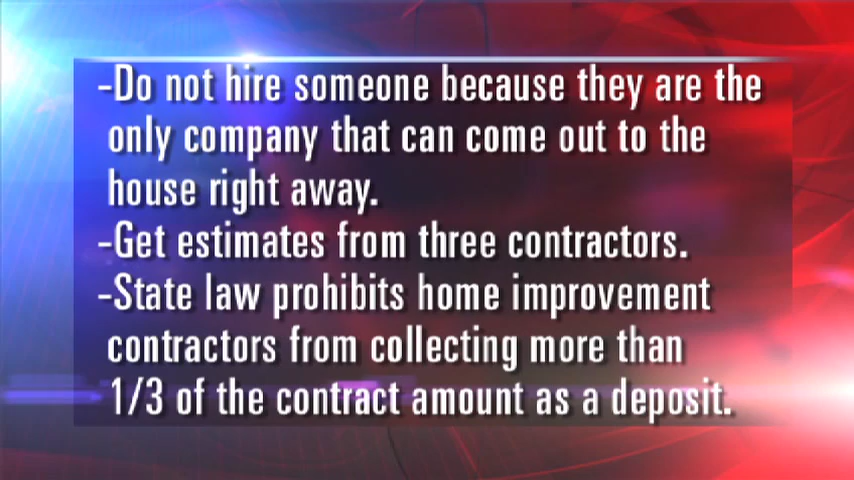 -Do not hire someone because they are the
only company that can come out to the
house right away.
-Get estimates from three contractors.
-State law prohibits home improvement
contractors from collecting more than
1/3 of the contract amount as a deposit.